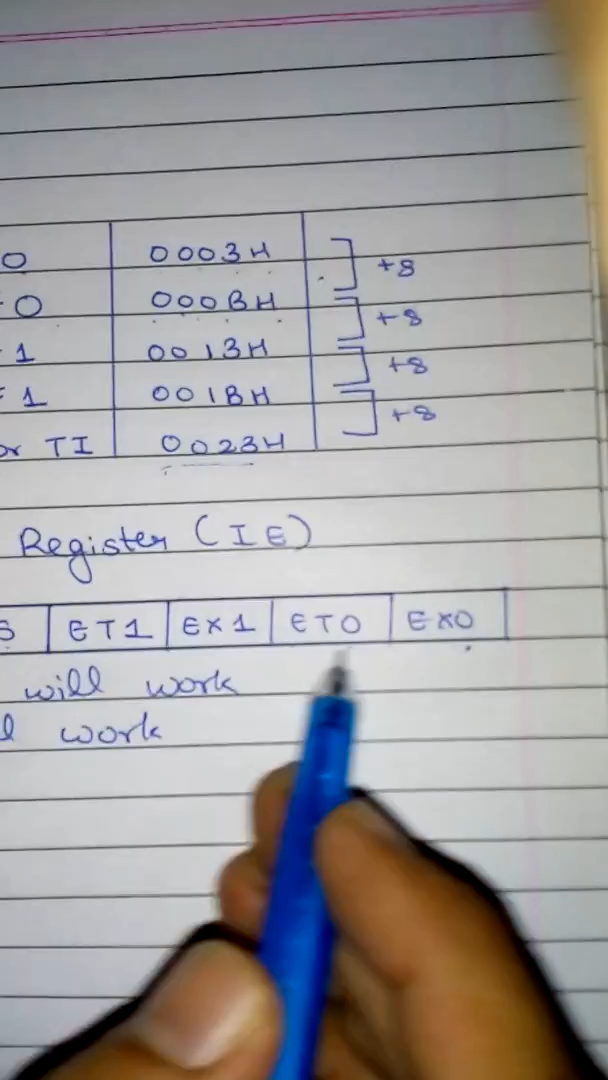 0 0003H +8
0 000BH +8
1 0013H +8
1 001BH +8
or TI 0023H
Register (IE)
S ET1 EX1 ET0 EX0
will work
l work